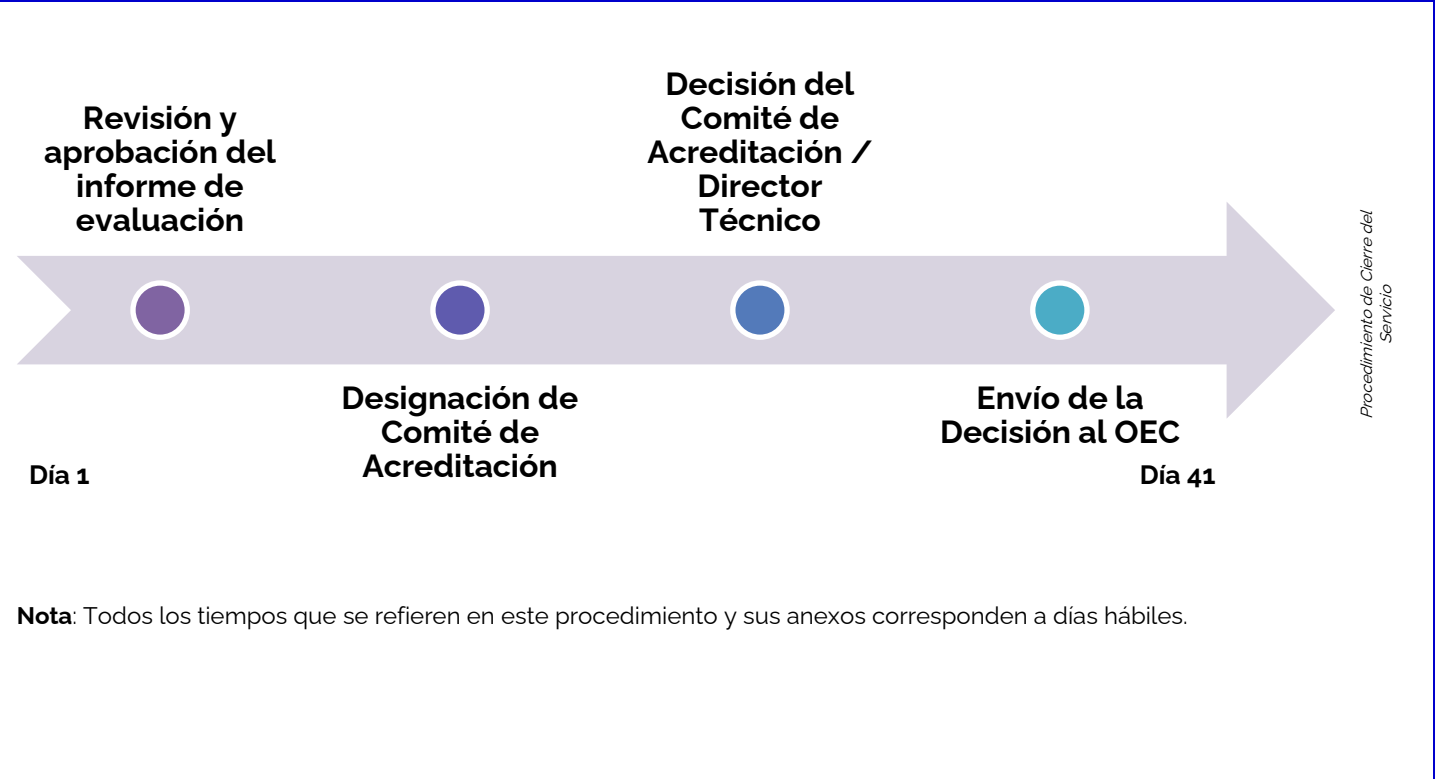 Revisión y
aprobación del
informe de
evaluación
Designación de
Comité de
Acreditación
Decisión del
Comité de
Acreditación /
Director
Técnico
Envío de la
Decisión al OEC
Día 1
Día 41
Procedimiento de Cierre del
Servicio
Nota: Todos los tiempos que se refieren en este procedimiento y sus anexos corresponden a días hábiles.